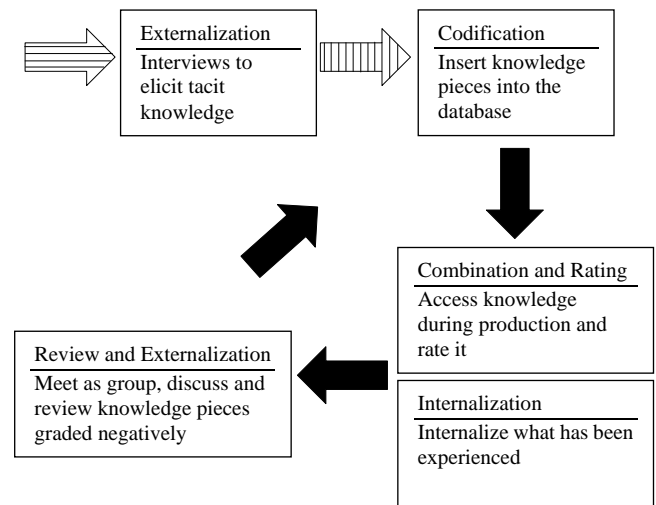 Externalization
Interviews to
elicit tacit
knowledge
Codification
Insert knowledge
pieces into the
database
Combination and Rating
Access knowledge
during production and
rate it
Internalization
Internalize what has been
experienced
Review and Externalization
Meet as group, discuss and
review knowledge pieces
graded negatively